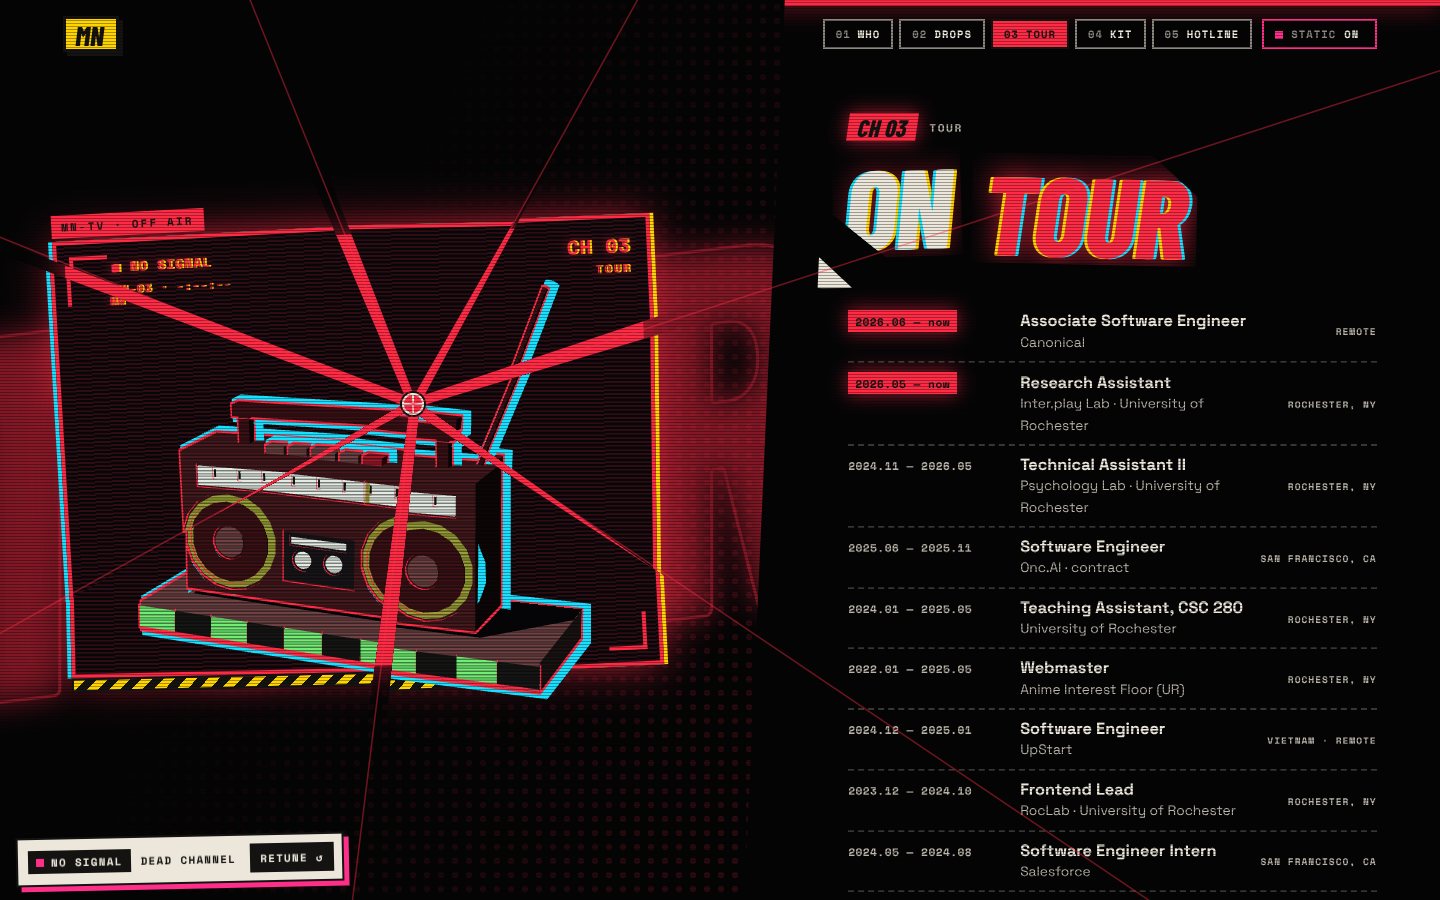 MN
01 WHO
02 DROPS
03 TOUR
04 KIT
05 HOTLINE
STATIC ON
MN-TV · OFF AIR
NO SIGNAL
CH 03
TOUR
CH 03 TOUR
ON TOUR
2026.06 — now
Associate Software Engineer
Canonical
REMOTE
2026.05 — now
Research Assistant
Inter.play Lab · University of
Rochester
ROCHESTER, NY
2024.11 — 2026.05
Technical Assistant II
Psychology Lab · University of
Rochester
ROCHESTER, NY
2025.06 — 2025.11
Software Engineer
Onc.AI · contract
SAN FRANCISCO, CA
2024.01 — 2025.05
Teaching Assistant, CSC 280
University of Rochester
ROCHESTER, NY
2022.01 — 2025.05
Webmaster
Anime Interest Floor (UR)
ROCHESTER, NY
2024.12 — 2025.01
Software Engineer
UpStart
VIETNAM · REMOTE
2023.12 — 2024.10
Frontend Lead
RocLab · University of Rochester
ROCHESTER, NY
2024.05 — 2024.08
Software Engineer Intern
Salesforce
SAN FRANCISCO, CA
NO SIGNAL DEAD CHANNEL RETUNE ↺